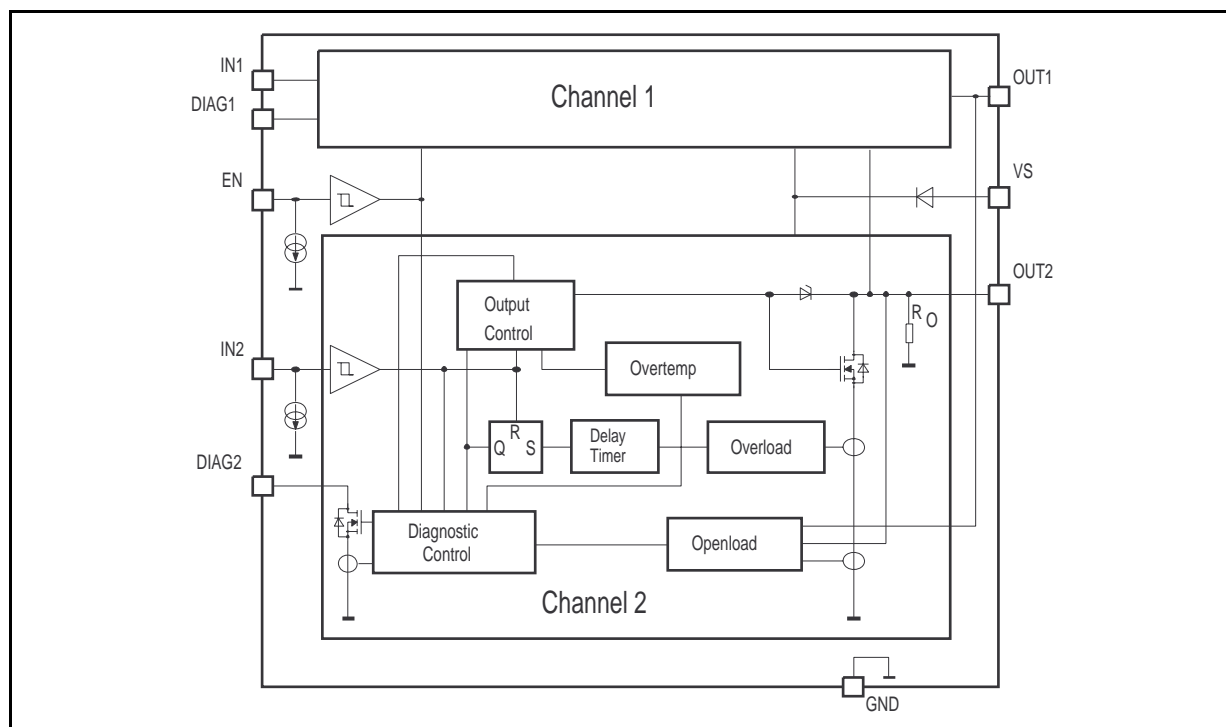 IN1
OUT1
Channel 1
DIAG1
EN
VS
OUT2
Output
Control
R
O
IN2
Overtemp
R
Q
S
Delay
Timer
Overload
DIAG2
Diagnostic
Control
Openload
Channel 2
GND